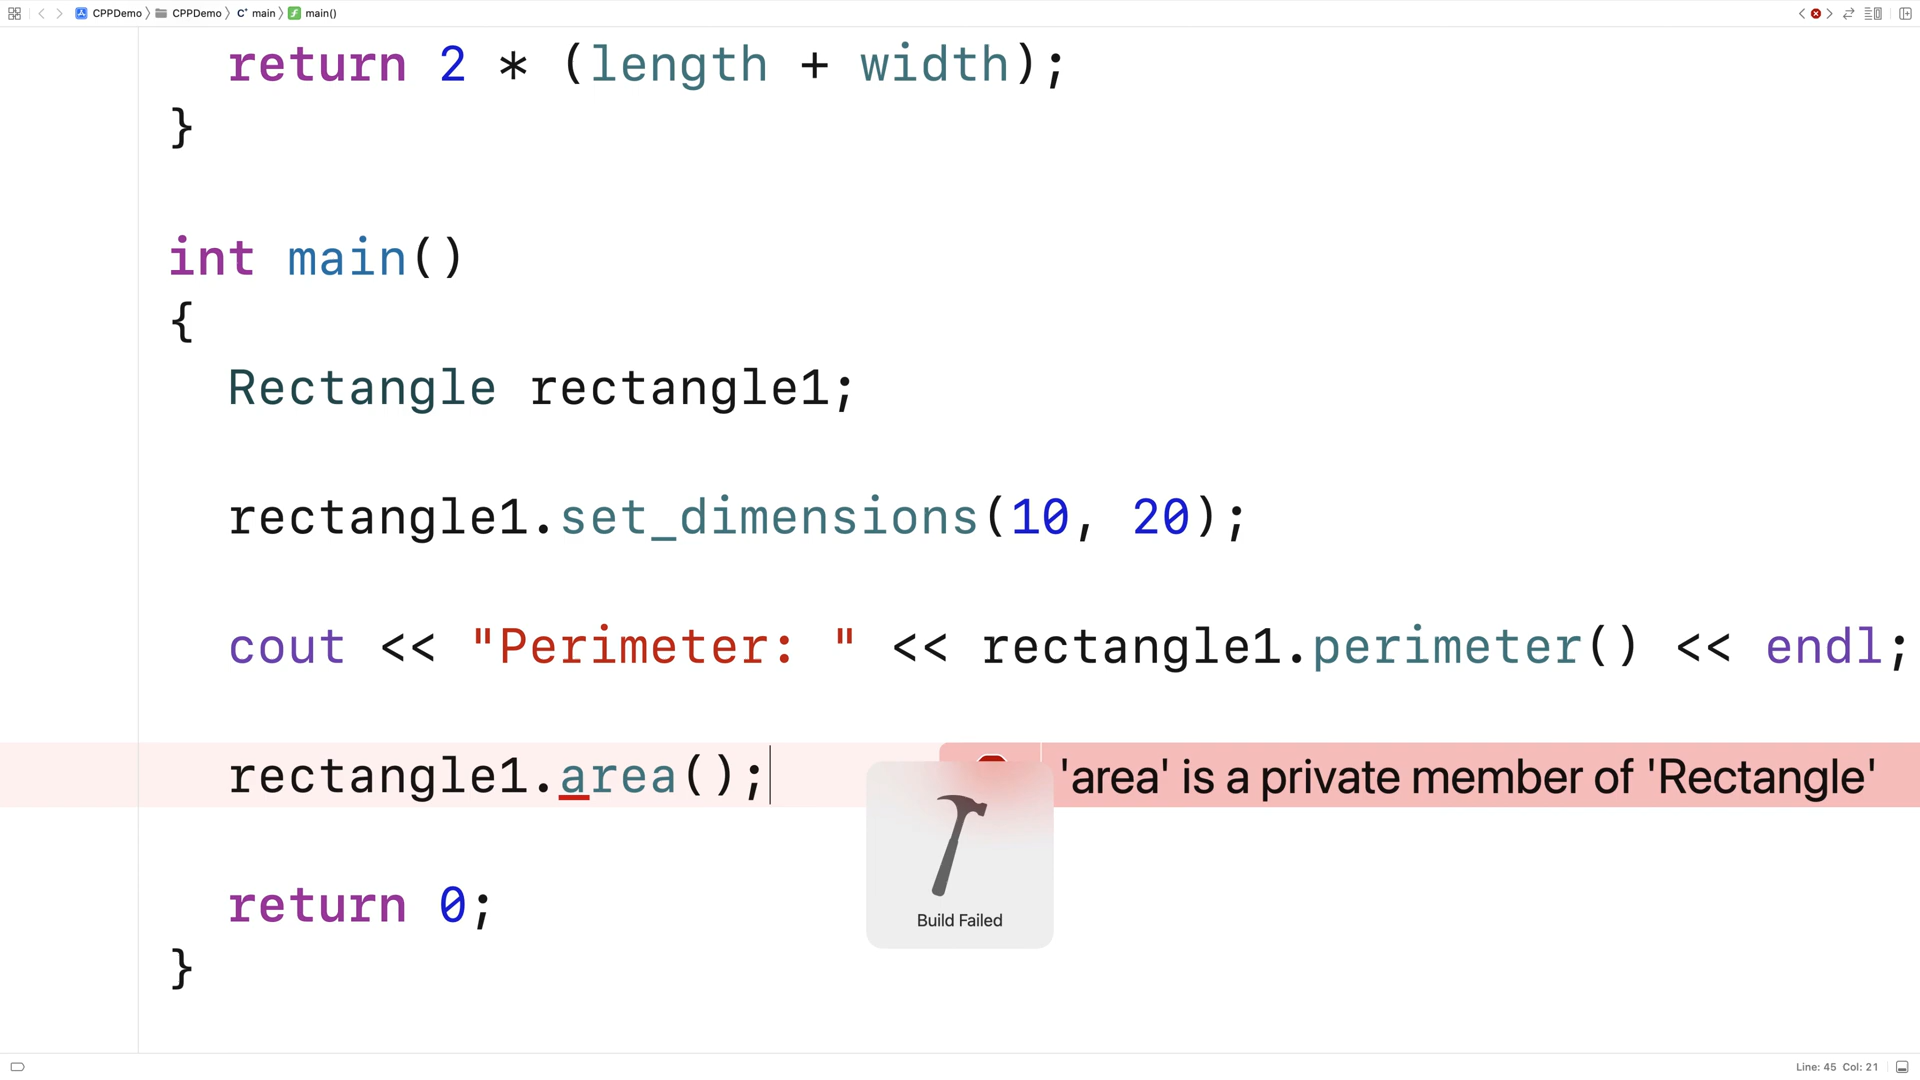 CPPDemo 〉 CPPDemo 〉 C⁺ main 〉 f main()
return 2 * (length + width);
}
int main()
{
Rectangle rectangle1;
rectangle1.set_dimensions(10, 20);
cout << "Perimeter: " << rectangle1.perimeter() << endl;
rectangle1.area(); 'area' is a private member of 'Rectangle'
Build Failed
return 0;
}
Line: 45 Col: 21